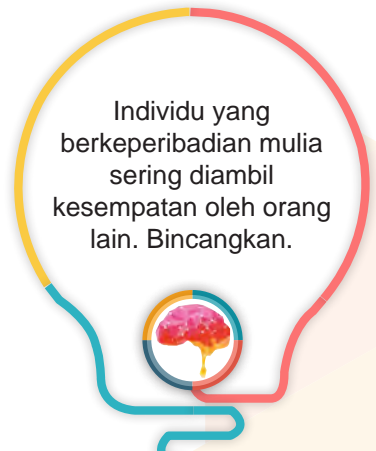 Individu yang
berkeperibadian mulia
sering diambil
kesempatan oleh orang
lain. Bincangkan.